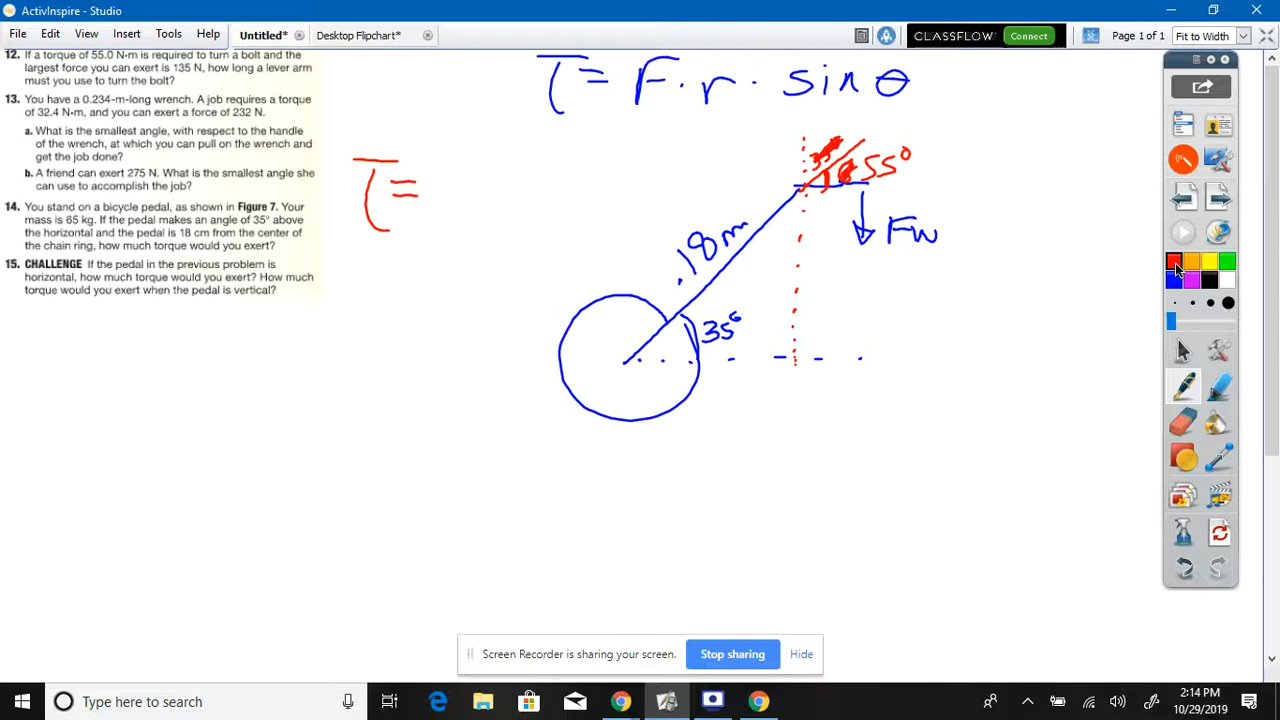 ActivInspire - Studio
File Edit View Insert Tools Help
Untitled*
Desktop Flipchart*
CLASSFLOW
Connect
Page 1 of 1
Fit to Width
12. If a torque of 55.0 N·m is required to turn a bolt and the
largest force you can exert is 135 N, how long a lever arm
must you use to turn the bolt?
13. You have a 0.234-m-long wrench. A job requires a torque
of 32.4 N·m, and you can exert a force of 232 N.
a. What is the smallest angle, with respect to the handle
of the wrench, at which you can pull on the wrench and
get the job done?
b. A friend can exert 275 N. What is the smallest angle she
can use to accomplish the job?
14. You stand on a bicycle pedal, as shown in Figure 7. Your
mass is 65 kg. If the pedal makes an angle of 35° above
the horizontal and the pedal is 18 cm from the center of
the chain ring, how much torque would you exert?
15. CHALLENGE If the pedal in the previous problem is
horizontal, how much torque would you exert? How much
torque would you exert when the pedal is vertical?
τ = F · r · sin θ
τ =
55°
FW
.18m
35°
Screen Recorder is sharing your screen.
Stop sharing
Hide
Type here to search
2:14 PM
10/29/2019